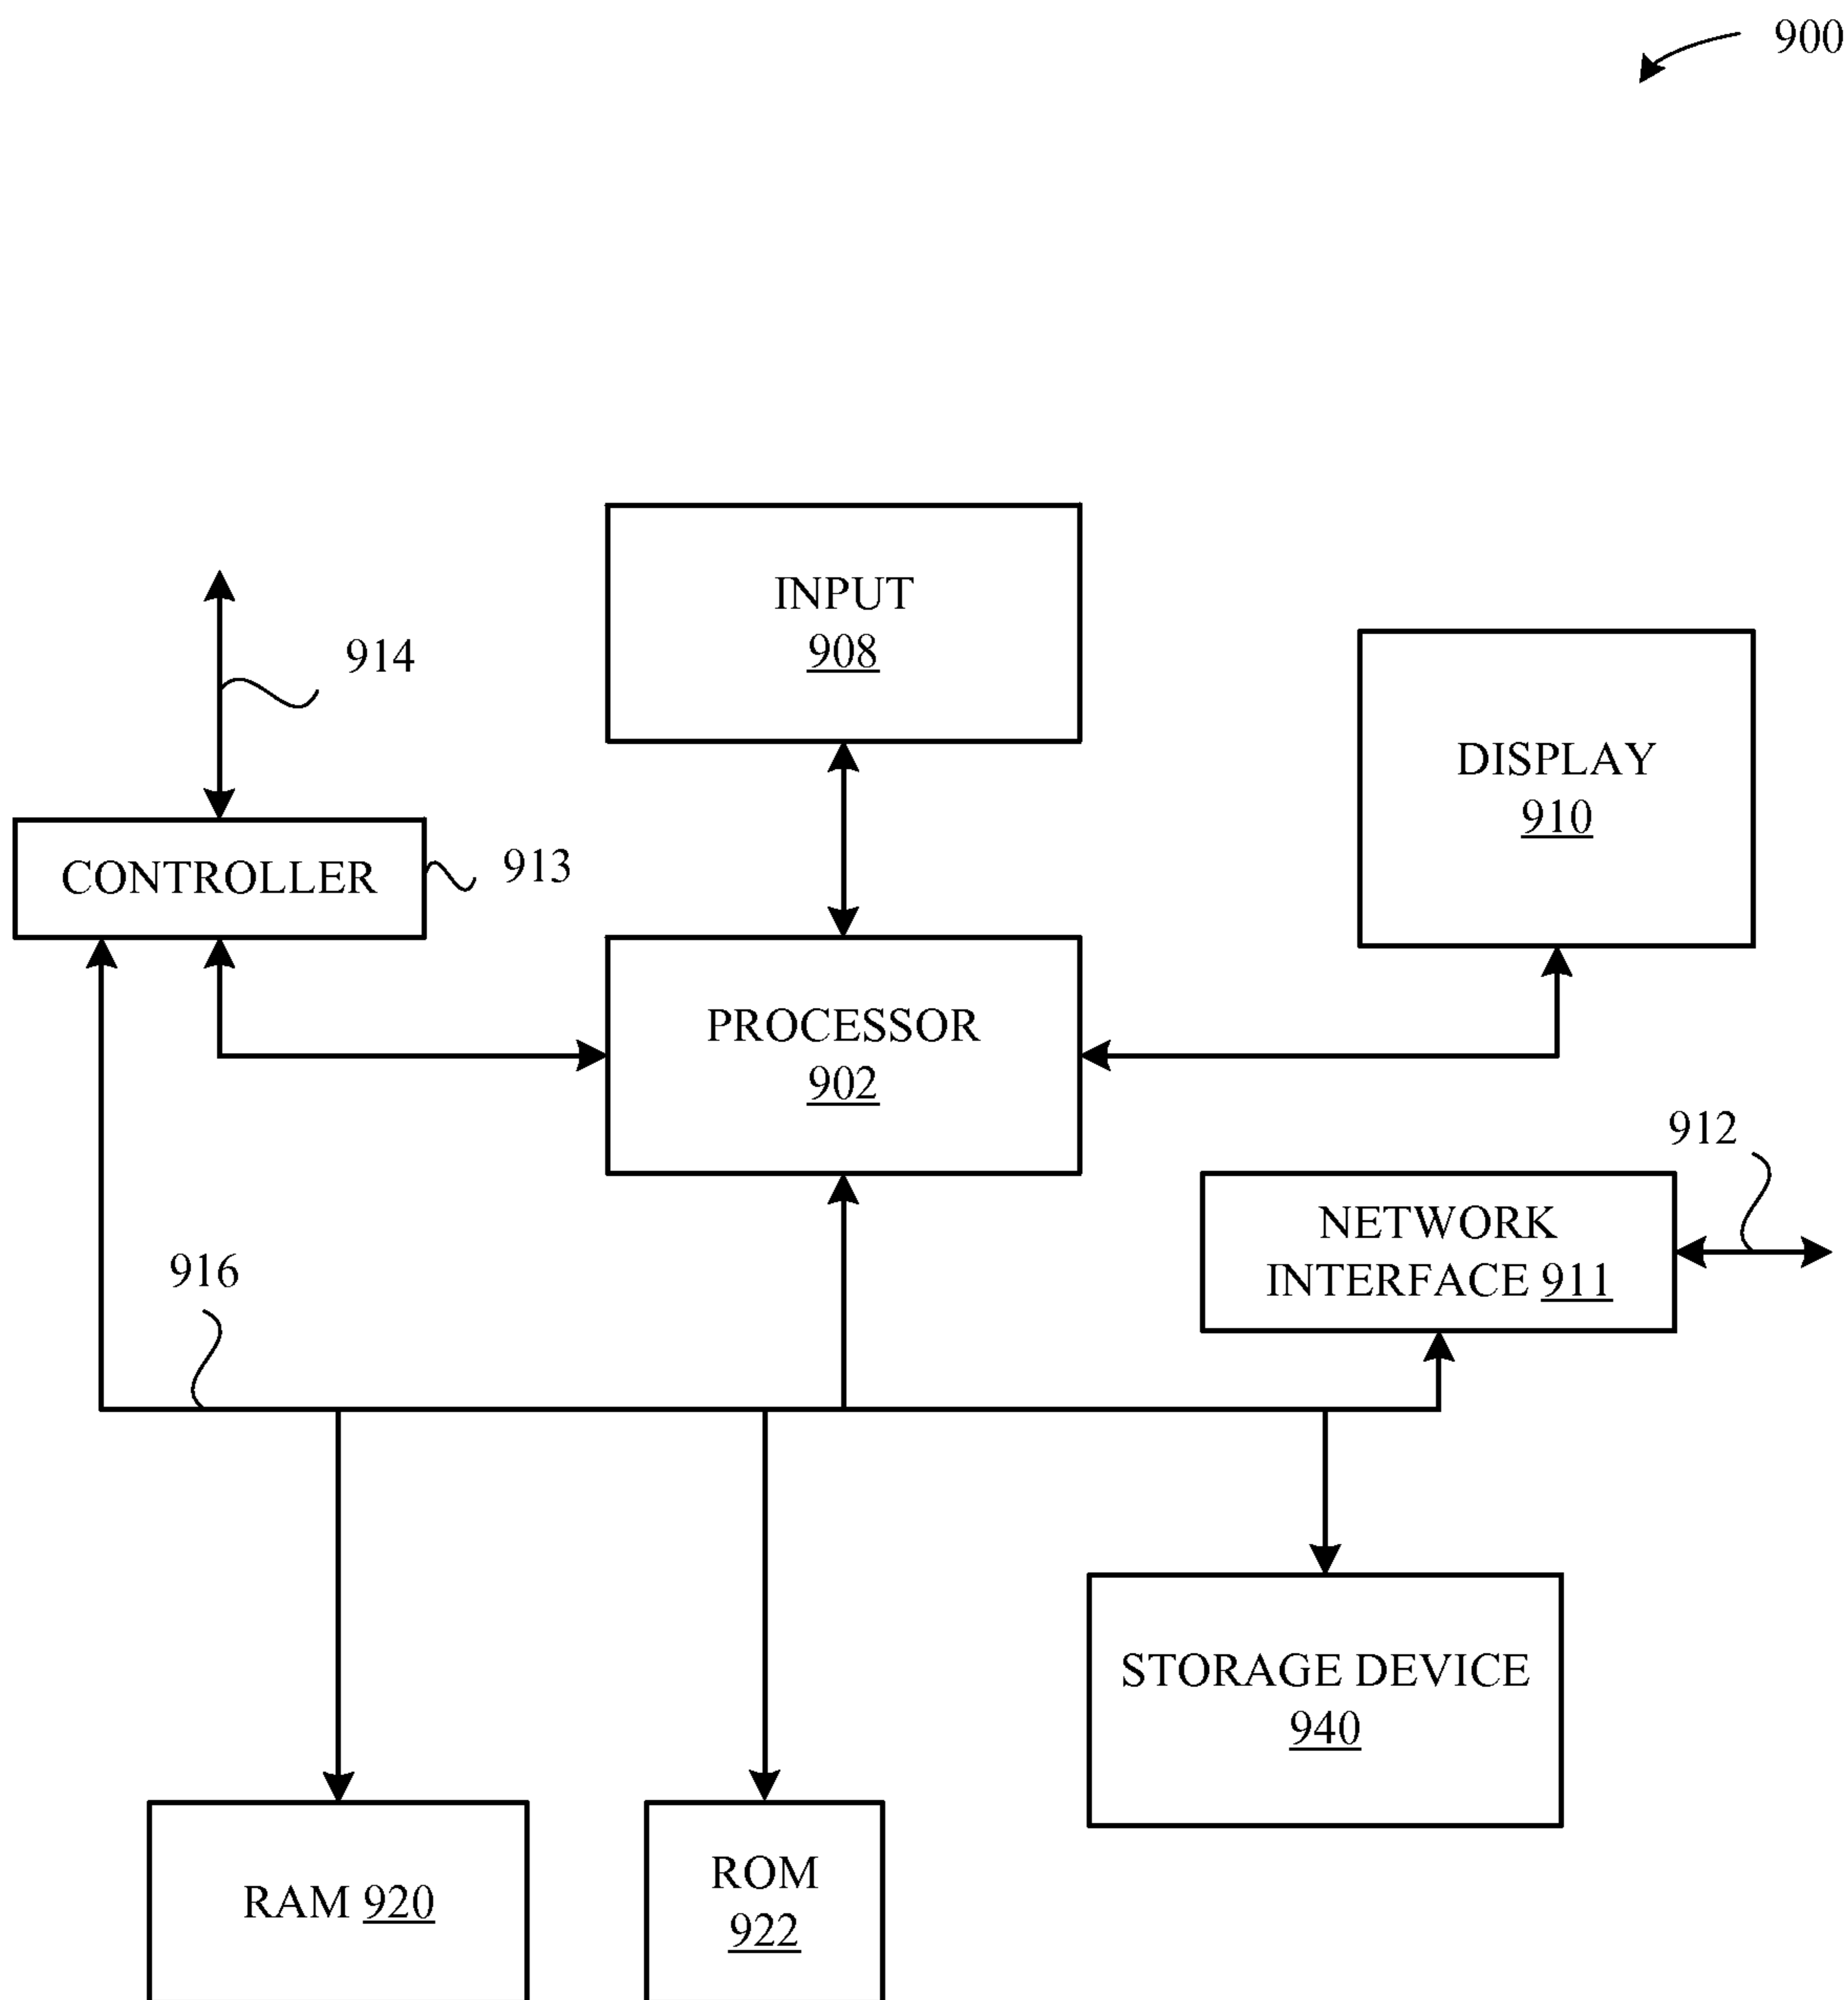 900
INPUT
908
914
DISPLAY
910
CONTROLLER
913
PROCESSOR
902
912
NETWORK
INTERFACE 911
916
STORAGE DEVICE
940
RAM 920
ROM
922